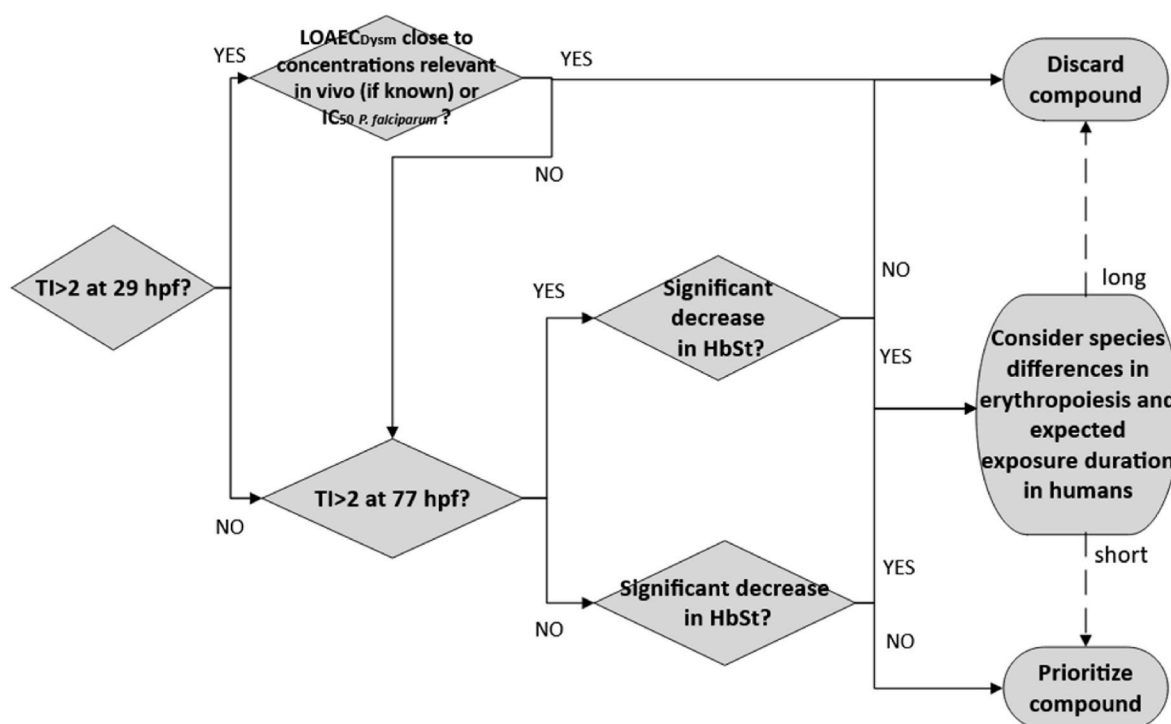 LOAECDysm close to
concentrations relevant
in vivo (if known) or
IC50 P. falciparum ?
YES
YES
NO
Discard
compound
TI>2 at 29 hpf?
NO
YES
Significant
decrease
in HbSt?
NO
YES
long
Consider species
differences in
erythropoiesis and
expected
exposure duration
in humans
TI>2 at 77 hpf?
NO
Significant decrease
in HbSt?
YES
NO
short
Prioritize
compound